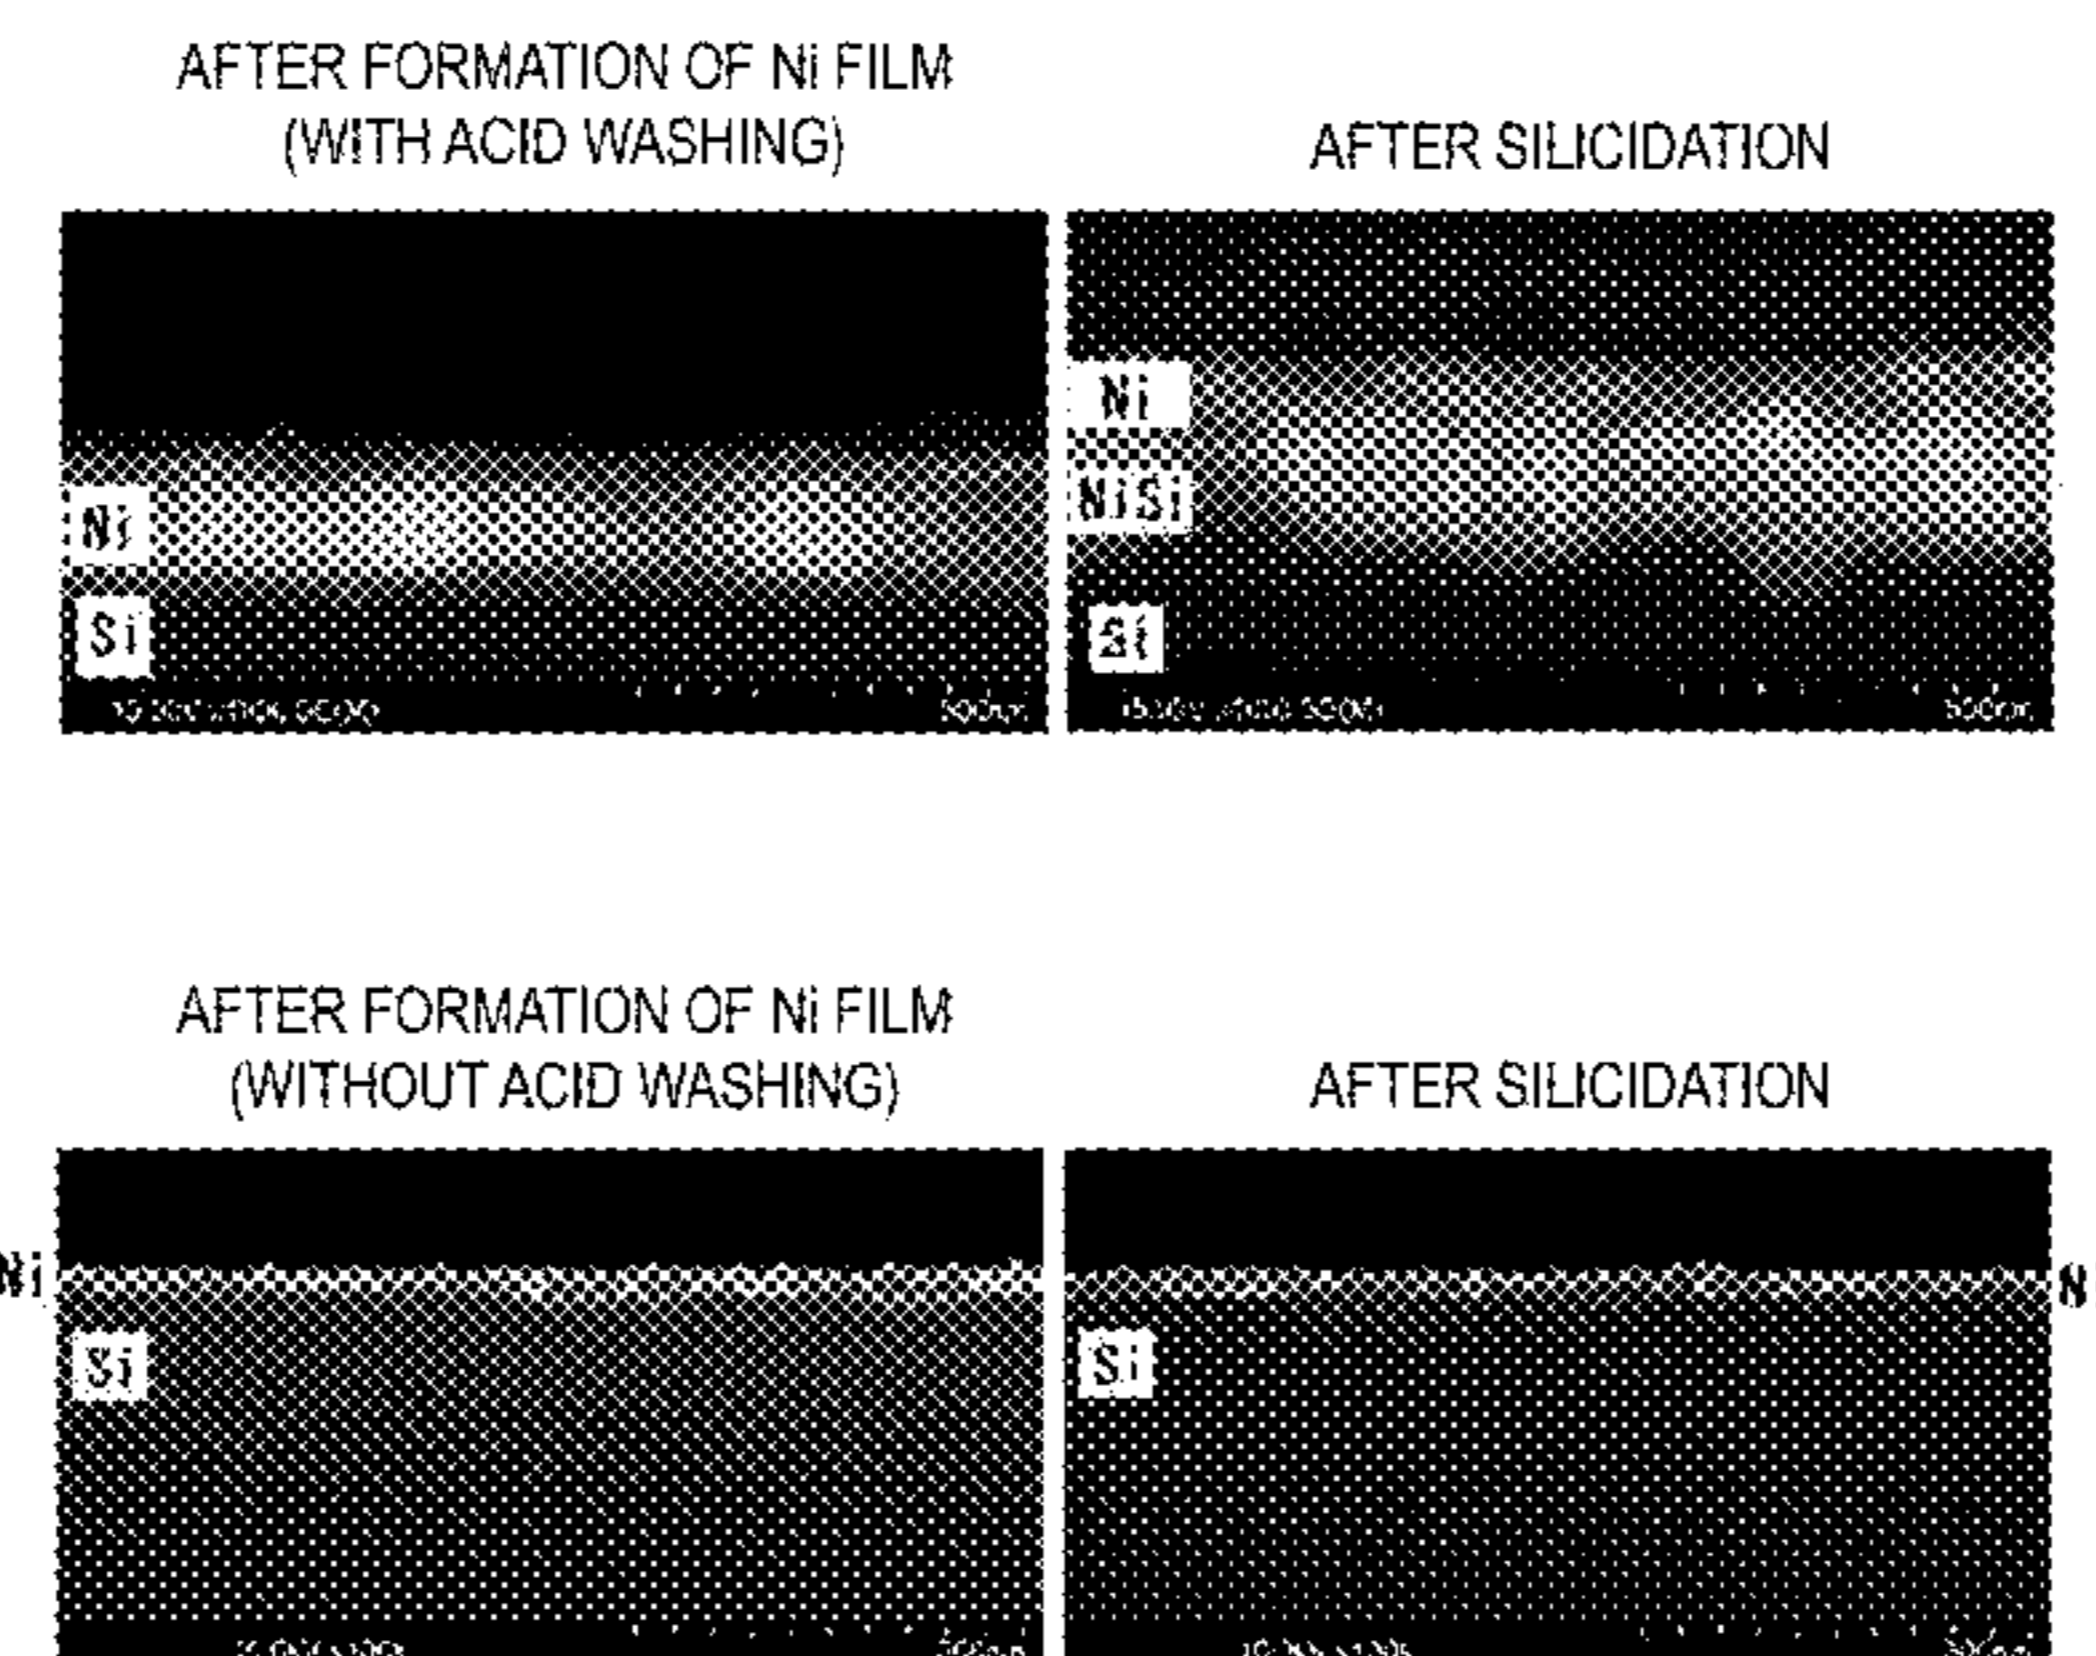 AFTER FORMATION OF Ni FILM
(WITH ACID WASHING)
AFTER SILICIDATION
Ni
Si
Ni
NiSi
Si
AFTER FORMATION OF Ni FILM
(WITHOUT ACID WASHING)
AFTER SILICIDATION
Ni
Si
Si